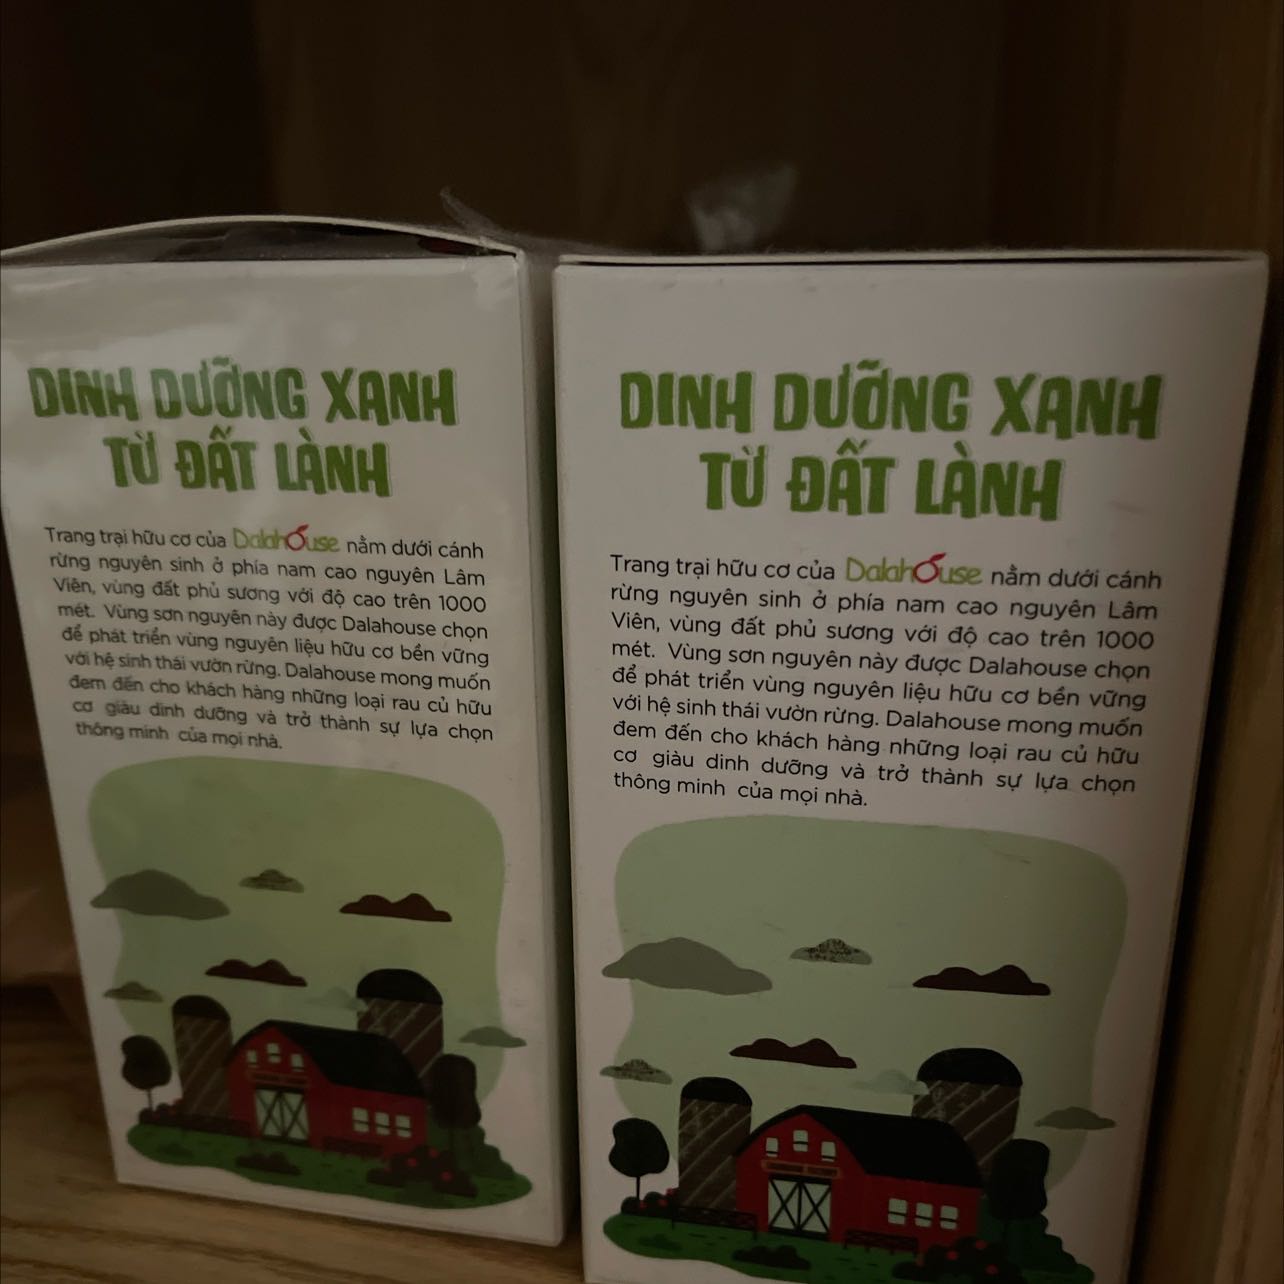 DINH DƯỠNG XANH
TỪ ĐẤT LÀNH
Trang trại hữu cơ của Dalahouse nằm dưới cánh
rừng nguyên sinh ở phía nam cao nguyên Lâm
Viên, vùng đất phủ sương với độ cao trên 1000
mét. Vùng sơn nguyên này được Dalahouse chọn
để phát triển vùng nguyên liệu hữu cơ bền vững
với hệ sinh thái vườn rừng. Dalahouse mong muốn
đem đến cho khách hàng những loại rau củ hữu
cơ giàu dinh dưỡng và trở thành sự lựa chọn
thông minh của mọi nhà.
DINH DƯỠNG XANH
TỪ ĐẤT LÀNH
Trang trại hữu cơ của Dalahouse nằm dưới cánh
rừng nguyên sinh ở phía nam cao nguyên Lâm
Viên, vùng đất phủ sương với độ cao trên 1000
mét. Vùng sơn nguyên này được Dalahouse chọn
để phát triển vùng nguyên liệu hữu cơ bền vững
với hệ sinh thái vườn rừng. Dalahouse mong muốn
đem đến cho khách hàng những loại rau củ hữu
cơ giàu dinh dưỡng và trở thành sự lựa chọn
thông minh của mọi nhà.